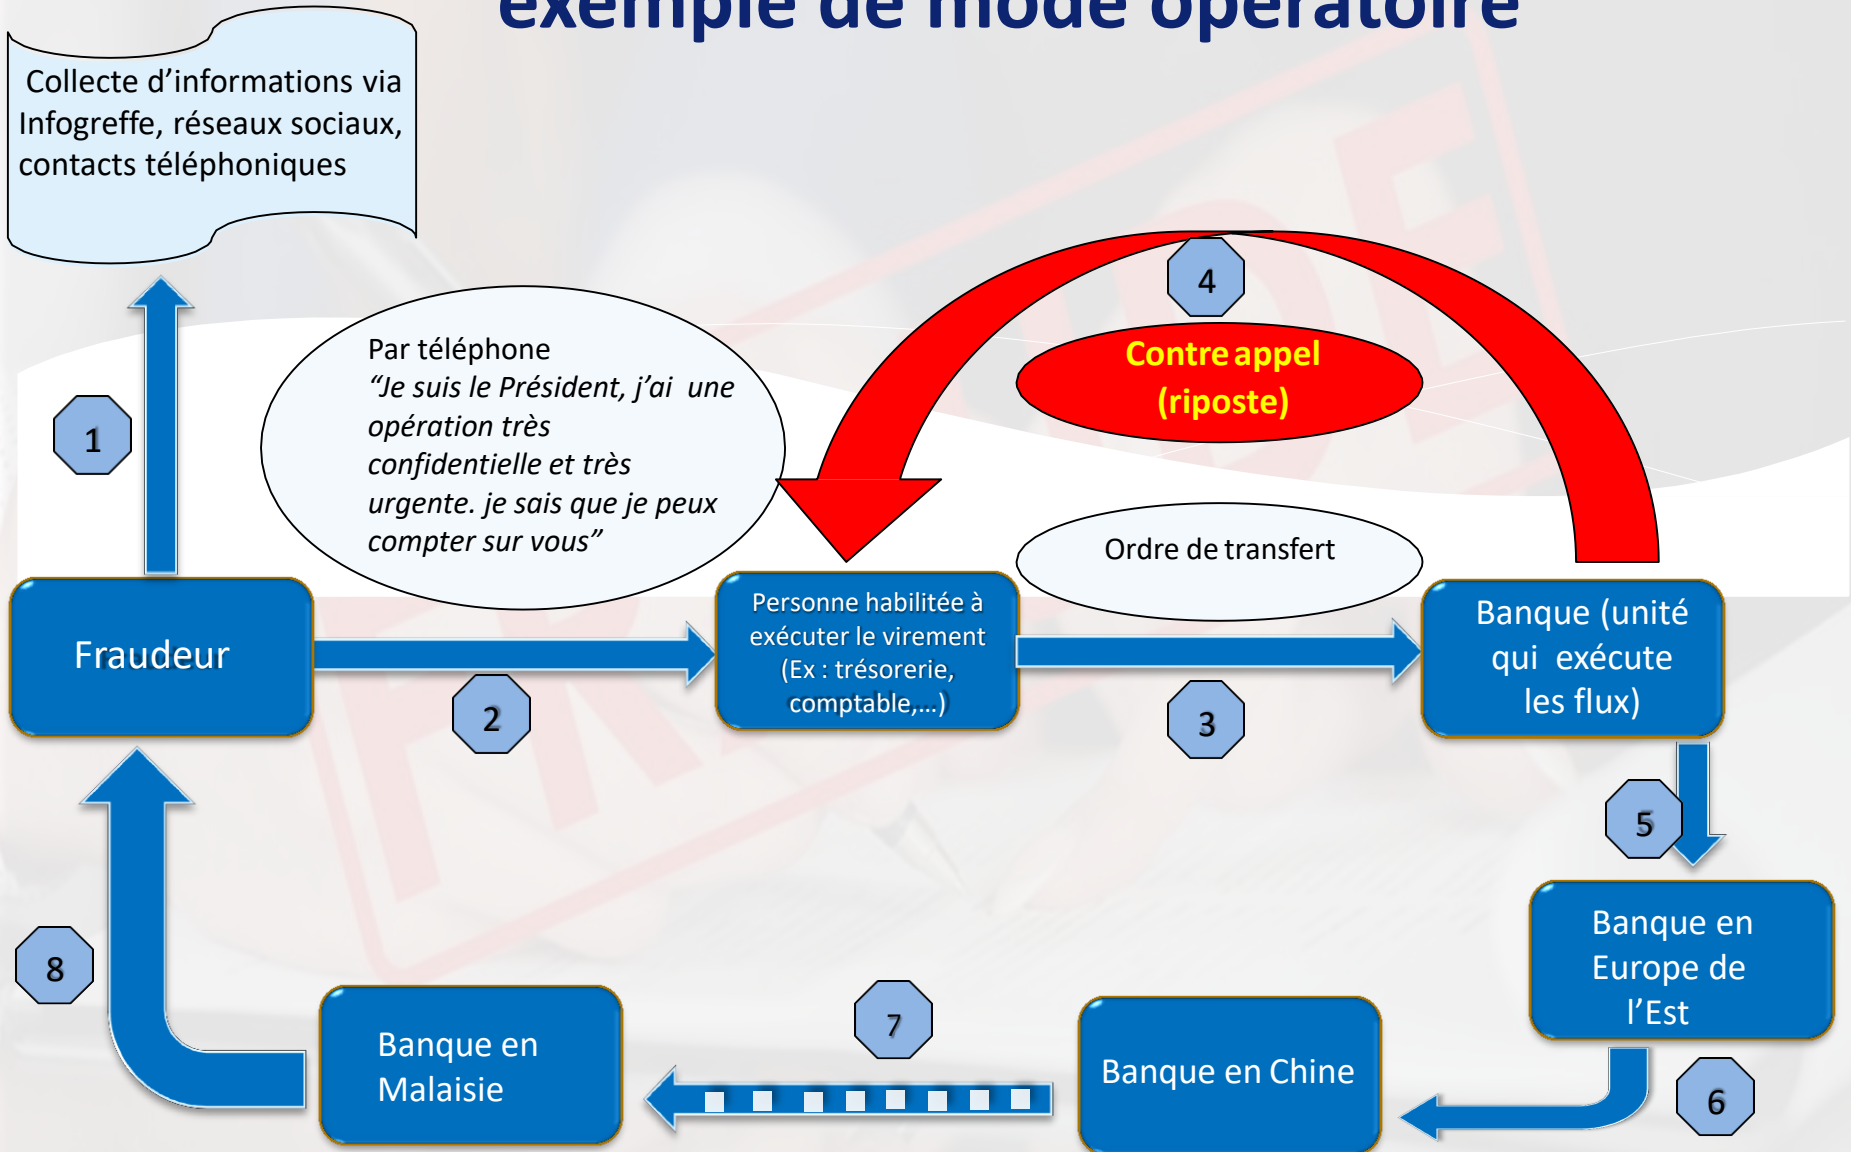 exemple de mode opératoire
Collecte d’informations via
Infogreffe, réseaux sociaux,
contacts téléphoniques
4
Contre appel
(riposte)
Par téléphone
“Je suis le Président, j’ai une
opération très
confidentielle et très
urgente. je sais que je peux
compter sur vous”
1
Ordre de transfert
Fraudeur
Personne habilitée à
exécuter le virement
(Ex : trésorerie,
comptable,...)
Banque (unité
qui exécute
les flux)
2
3
5
Banque en
Europe de
l’Est
8
7
Banque en
Malaisie
Banque en Chine
6